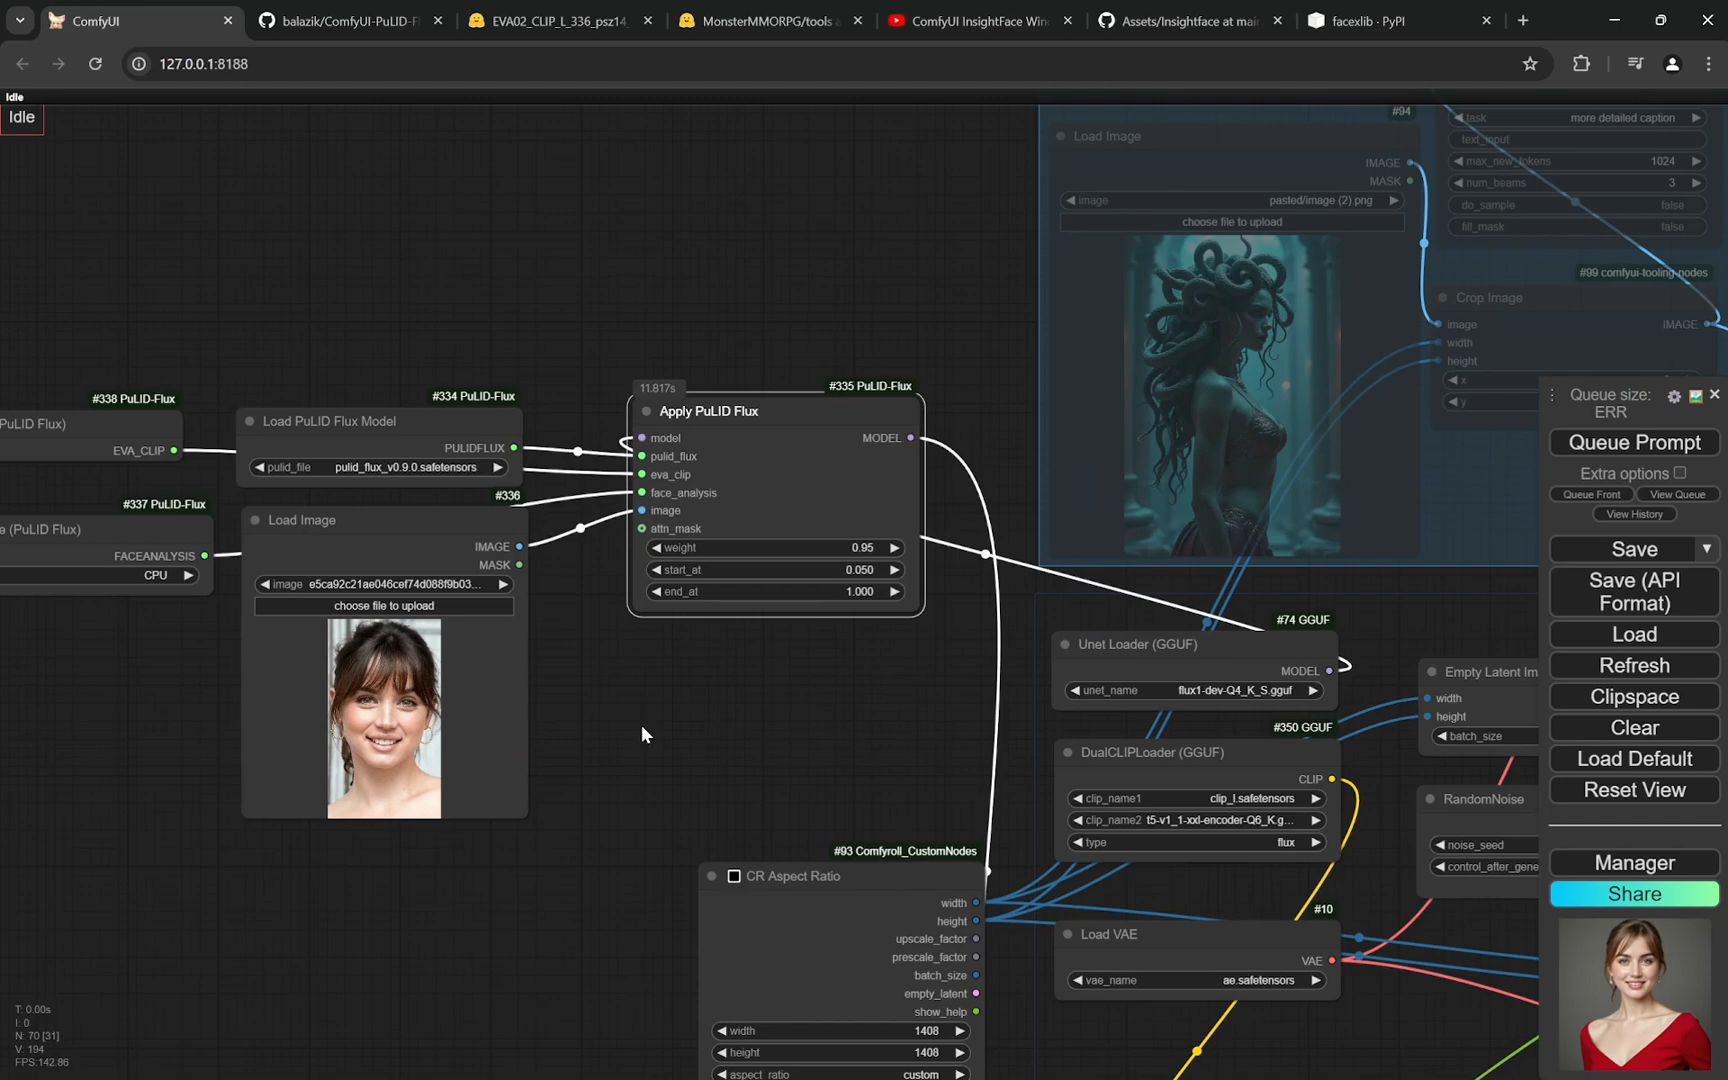 ComfyUI
balazik/ComfyUI-PuLID-F
EVA02_CLIP_L_336_psz14
MonsterMMORPG/tools
ComfyUI InsightFace Win
Assets/Insightface at mai
facexlib · PyPI
127.0.0.1:8188
Idle
Idle
#94
Load Image
IMAGE
MASK
image pasted/image (2).png
choose file to upload
task more detailed caption
text_input
max_new_tokens 1024
num_beams 3
do_sample false
fill_mask false
#99 comfyui-tooling-nodes
Crop Image
image IMAGE
width
height
x
y
#338 PuLID-Flux
PuLID Flux)
EVA_CLIP
#334 PuLID-Flux
Load PuLID Flux Model
PULIDFLUX
pulid_file pulid_flux_v0.9.0.safetensors
#337 PuLID-Flux
e (PuLID Flux)
FACEANALYSIS
CPU
#336
Load Image
IMAGE
MASK
image e5ca92c21ae046cef74d088f9b03...
choose file to upload
11.817s
#335 PuLID-Flux
Apply PuLID Flux
model MODEL
pulid_flux
eva_clip
face_analysis
image
attn_mask
weight 0.95
start_at 0.050
end_at 1.000
#74 GGUF
Unet Loader (GGUF)
MODEL
unet_name flux1-dev-Q4_K_S.gguf
#350 GGUF
DualCLIPLoader (GGUF)
CLIP
clip_name1 clip_l.safetensors
clip_name2 t5-v1_1-xxl-encoder-Q6_K.g...
type flux
#10
Load VAE
VAE
vae_name ae.safetensors
Empty Latent Im
width
height
batch_size
RandomNoise
noise_seed
control_after_gene
#93 Comfyroll_CustomNodes
CR Aspect Ratio
width
height
upscale_factor
prescale_factor
batch_size
empty_latent
show_help
width 1408
height 1408
aspect_ratio custom
Queue size:
ERR
Queue Prompt
Extra options
Queue Front
View Queue
View History
Save
Save (API
Format)
Load
Refresh
Clipspace
Clear
Load Default
Reset View
Manager
Share
T: 0.00s
I: 0
N: 70 [31]
V: 194
FPS:142.86